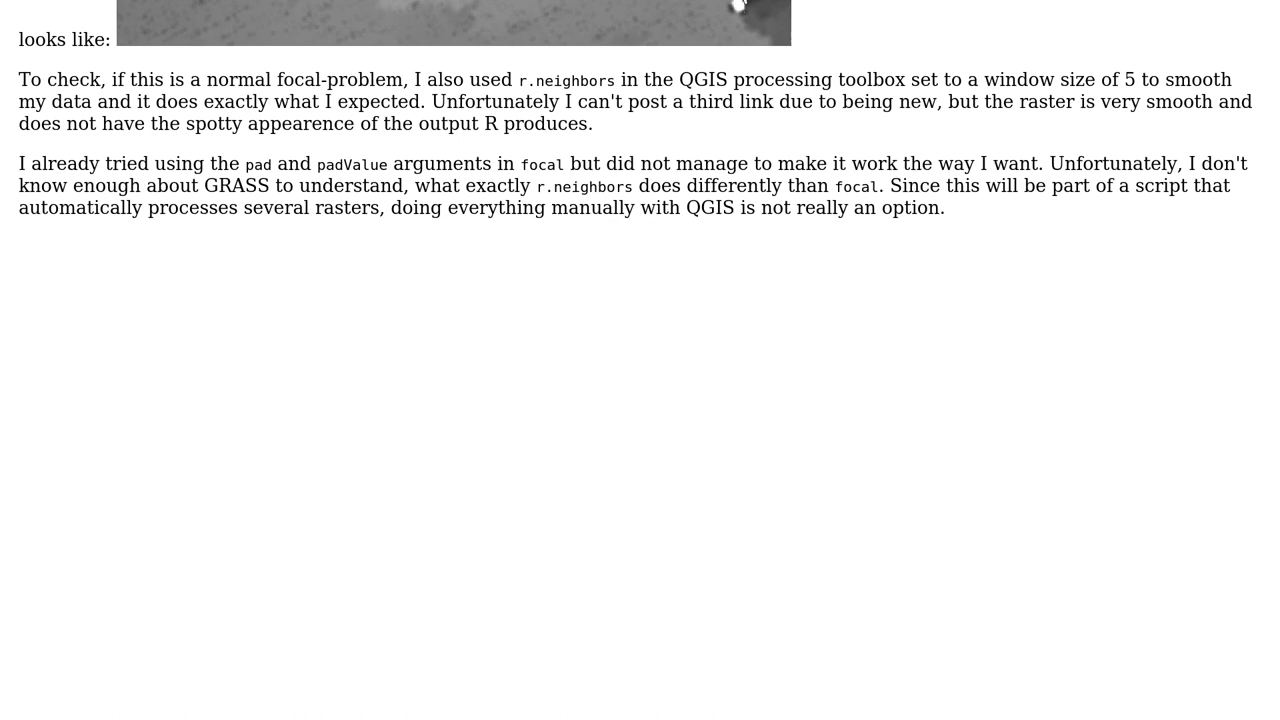 looks like:
To check, if this is a normal focal-problem, I also used r.neighbors in the QGIS processing toolbox set to a window size of 5 to smooth
my data and it does exactly what I expected. Unfortunately I can't post a third link due to being new, but the raster is very smooth and
does not have the spotty appearence of the output R produces.
I already tried using the pad and padValue arguments in focal but did not manage to make it work the way I want. Unfortunately, I don't
know enough about GRASS to understand, what exactly r.neighbors does differently than focal. Since this will be part of a script that
automatically processes several rasters, doing everything manually with QGIS is not really an option.